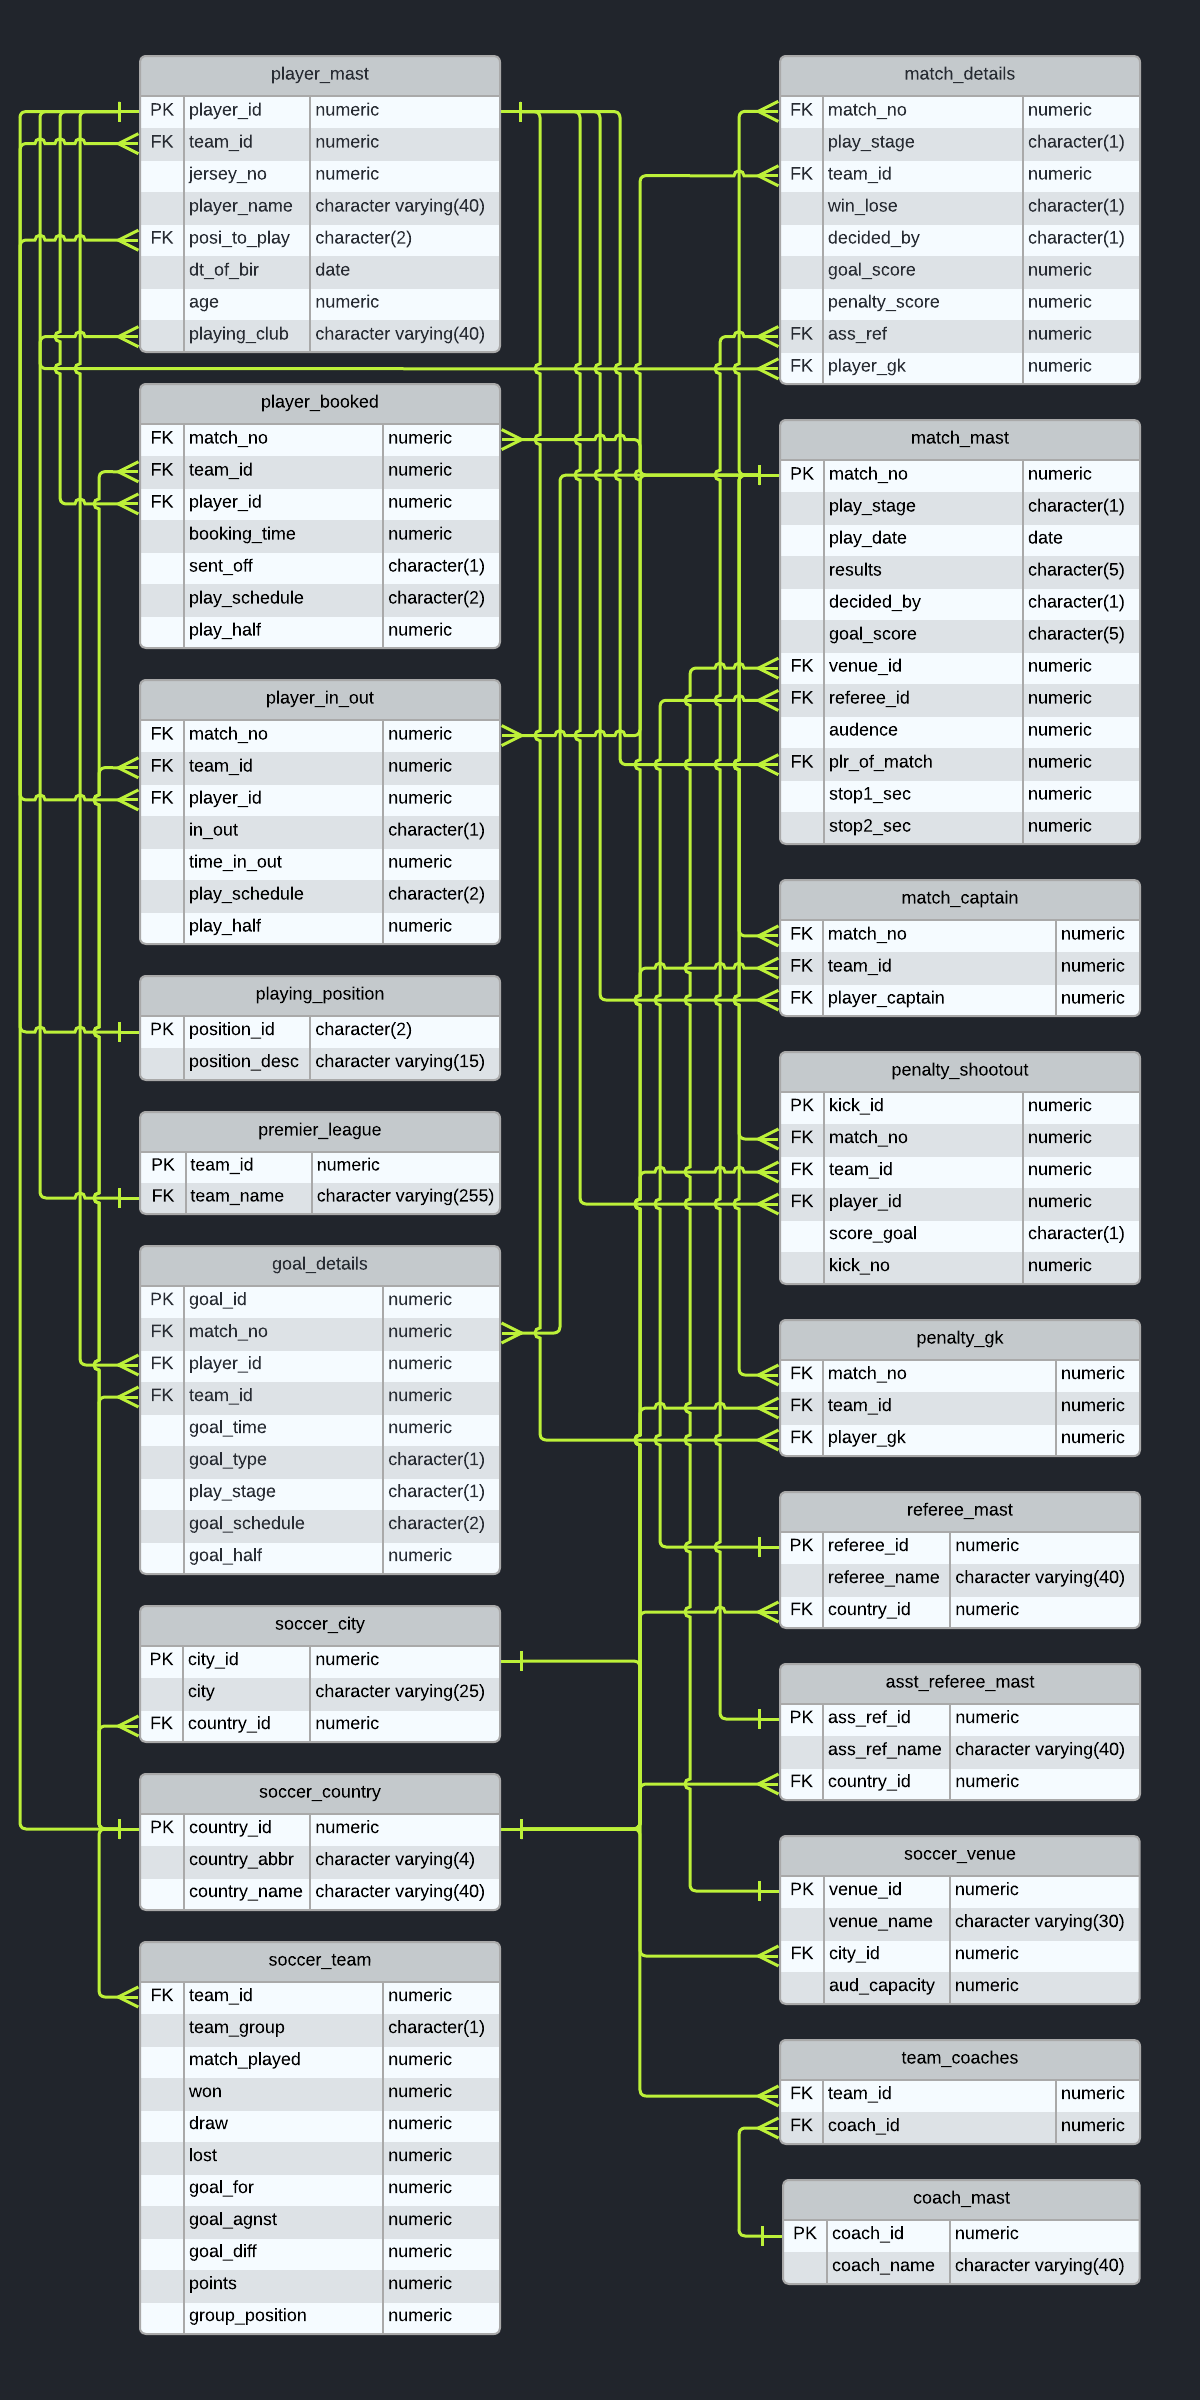 player_mast
PK player_id numeric
FK team_id numeric
jersey_no numeric
player_name character varying(40)
FK posi_to_play character(2)
dt_of_bir date
age numeric
playing_club character varying(40)
player_booked
FK match_no numeric
FK team_id numeric
FK player_id numeric
booking_time numeric
sent_off character(1)
play_schedule character(2)
play_half numeric
player_in_out
FK match_no numeric
FK team_id numeric
FK player_id numeric
in_out character(1)
time_in_out numeric
play_schedule character(2)
play_half numeric
playing_position
PK position_id character(2)
position_desc character varying(15)
premier_league
PK team_id numeric
FK team_name character varying(255)
goal_details
PK goal_id numeric
FK match_no numeric
FK player_id numeric
FK team_id numeric
goal_time numeric
goal_type character(1)
play_stage character(1)
goal_schedule character(2)
goal_half numeric
soccer_city
PK city_id numeric
city character varying(25)
FK country_id numeric
soccer_country
PK country_id numeric
country_abbr character varying(4)
country_name character varying(40)
soccer_team
FK team_id numeric
team_group character(1)
match_played numeric
won numeric
draw numeric
lost numeric
goal_for numeric
goal_agnst numeric
goal_diff numeric
points numeric
group_position numeric
match_details
FK match_no numeric
play_stage character(1)
FK team_id numeric
win_lose character(1)
decided_by character(1)
goal_score numeric
penalty_score numeric
FK ass_ref numeric
FK player_gk numeric
match_mast
PK match_no numeric
play_stage character(1)
play_date date
results character(5)
decided_by character(1)
goal_score character(5)
FK venue_id numeric
FK referee_id numeric
audence numeric
FK plr_of_match numeric
stop1_sec numeric
stop2_sec numeric
match_captain
FK match_no numeric
FK team_id numeric
FK player_captain numeric
penalty_shootout
PK kick_id numeric
FK match_no numeric
FK team_id numeric
FK player_id numeric
score_goal character(1)
kick_no numeric
penalty_gk
FK match_no numeric
FK team_id numeric
FK player_gk numeric
referee_mast
PK referee_id numeric
referee_name character varying(40)
FK country_id numeric
asst_referee_mast
PK ass_ref_id numeric
ass_ref_name character varying(40)
FK country_id numeric
soccer_venue
PK venue_id numeric
venue_name character varying(30)
FK city_id numeric
aud_capacity numeric
team_coaches
FK team_id numeric
FK coach_id numeric
coach_mast
PK coach_id numeric
coach_name character varying(40)